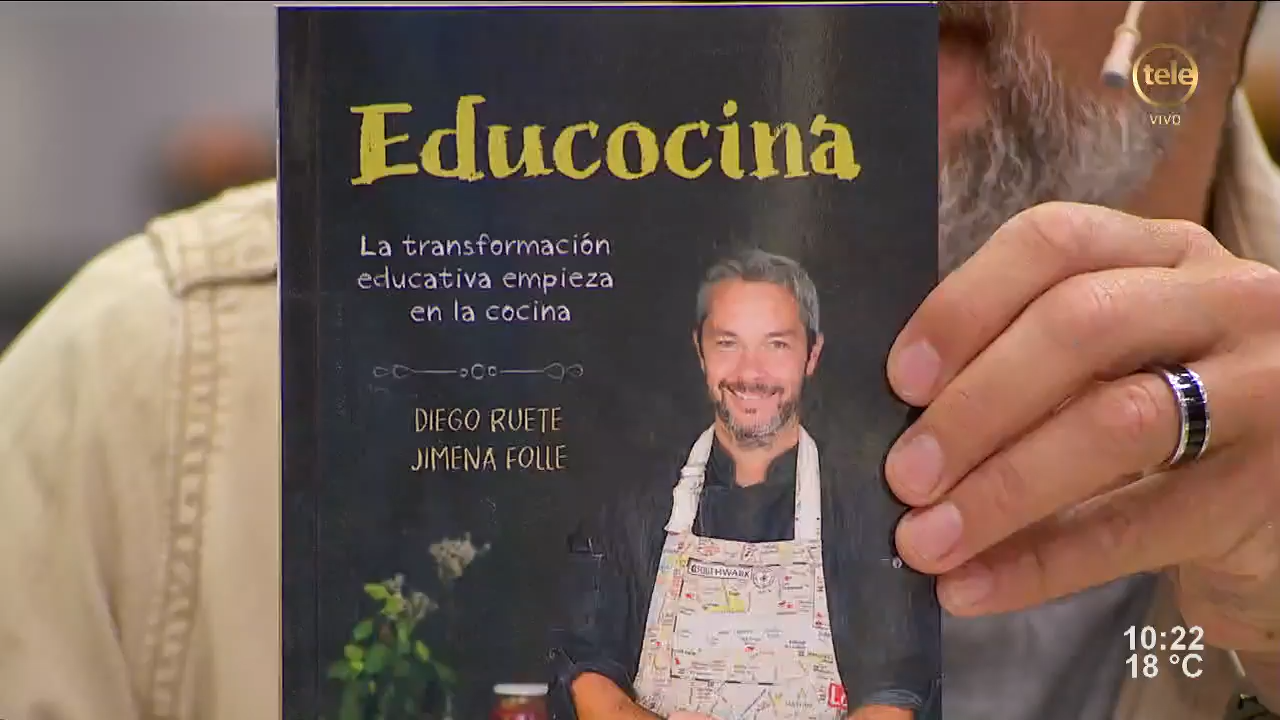 Educocina
La transformación
educativa empieza
en la cocina
DIEGO RUETE
JIMENA FOLLE
SOUTHWARK
tele
VIVO
10:22
18 °C